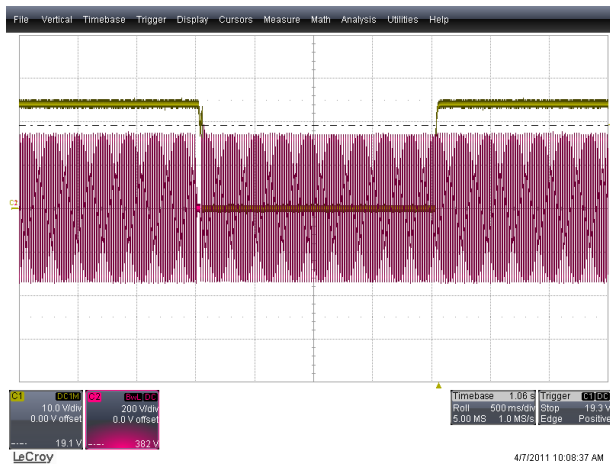 File Vertical Timebase Trigger Display Cursors Measure Math Analysis Utilities Help
C2
C1 DC1M
10.0 V/div
0.00 V offset
19.1 V
C2 BwL DC
200 V/div
0.0 V offset
382 V
Timebase 1.06 s
Roll 500 ms/div
5.00 MS 1.0 MS/s
Trigger C1 DC
Stop 19.3 V
Edge Positive
LeCroy
4/7/2011 10:08:37 AM